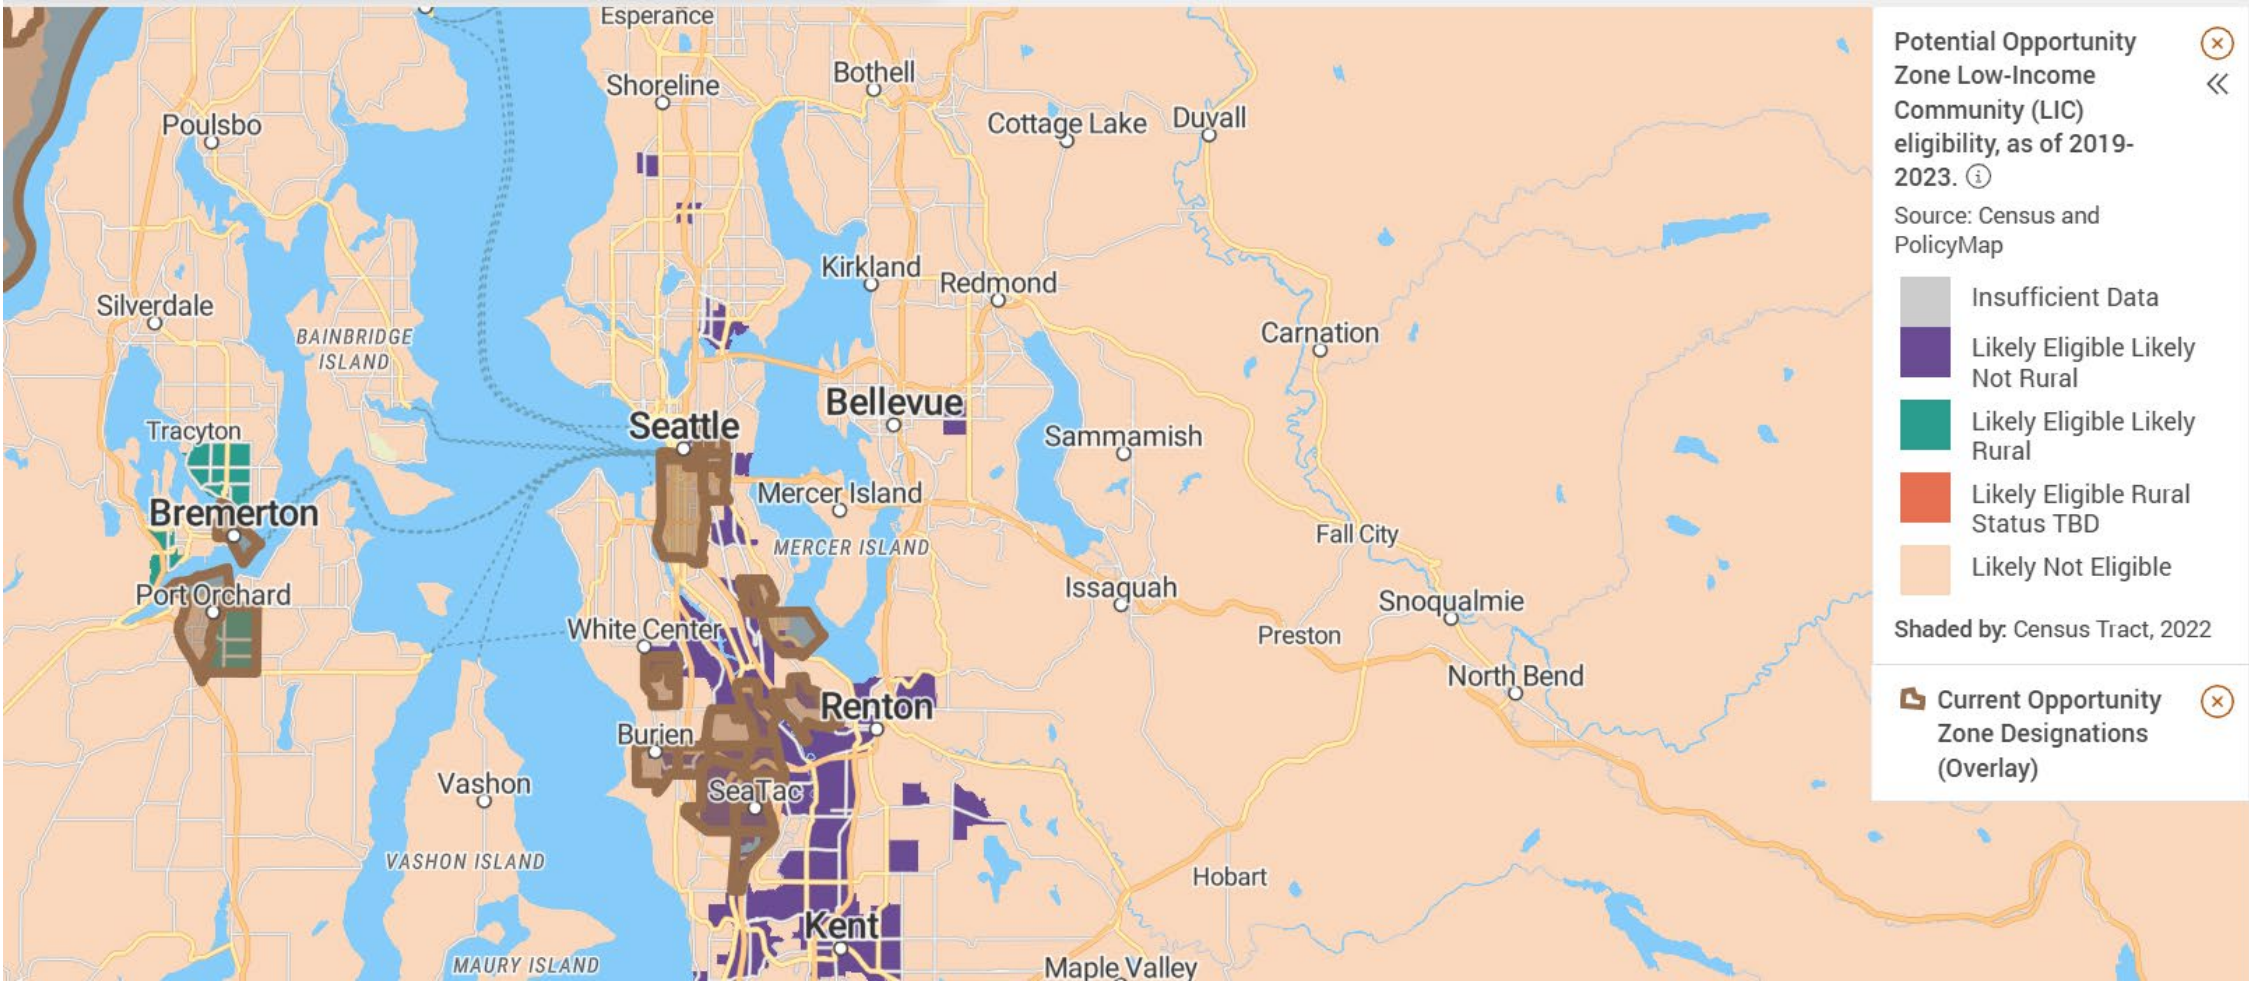 Esperance
Shoreline
Bothell
Poulsbo
Cottage Lake
Duvall
Kirkland
Redmond
Silverdale
BAINBRIDGE
ISLAND
Carnation
Bellevue
Seattle
Tracyton
Sammamish
Mercer Island
Bremerton
MERCER ISLAND
Fall City
Port Orchard
Issaquah
Snoqualmie
White Center
Preston
North Bend
Renton
Burien
Vashon
SeaTac
VASHON ISLAND
Hobart
Kent
MAURY ISLAND
Maple Valley
Potential Opportunity
Zone Low-Income
Community (LIC)
eligibility, as of 2019-
2023.
Source: Census and
PolicyMap
Insufficient Data
Likely Eligible Likely
Not Rural
Likely Eligible Likely
Rural
Likely Eligible Rural
Status TBD
Likely Not Eligible
Shaded by: Census Tract, 2022
Current Opportunity
Zone Designations
(Overlay)